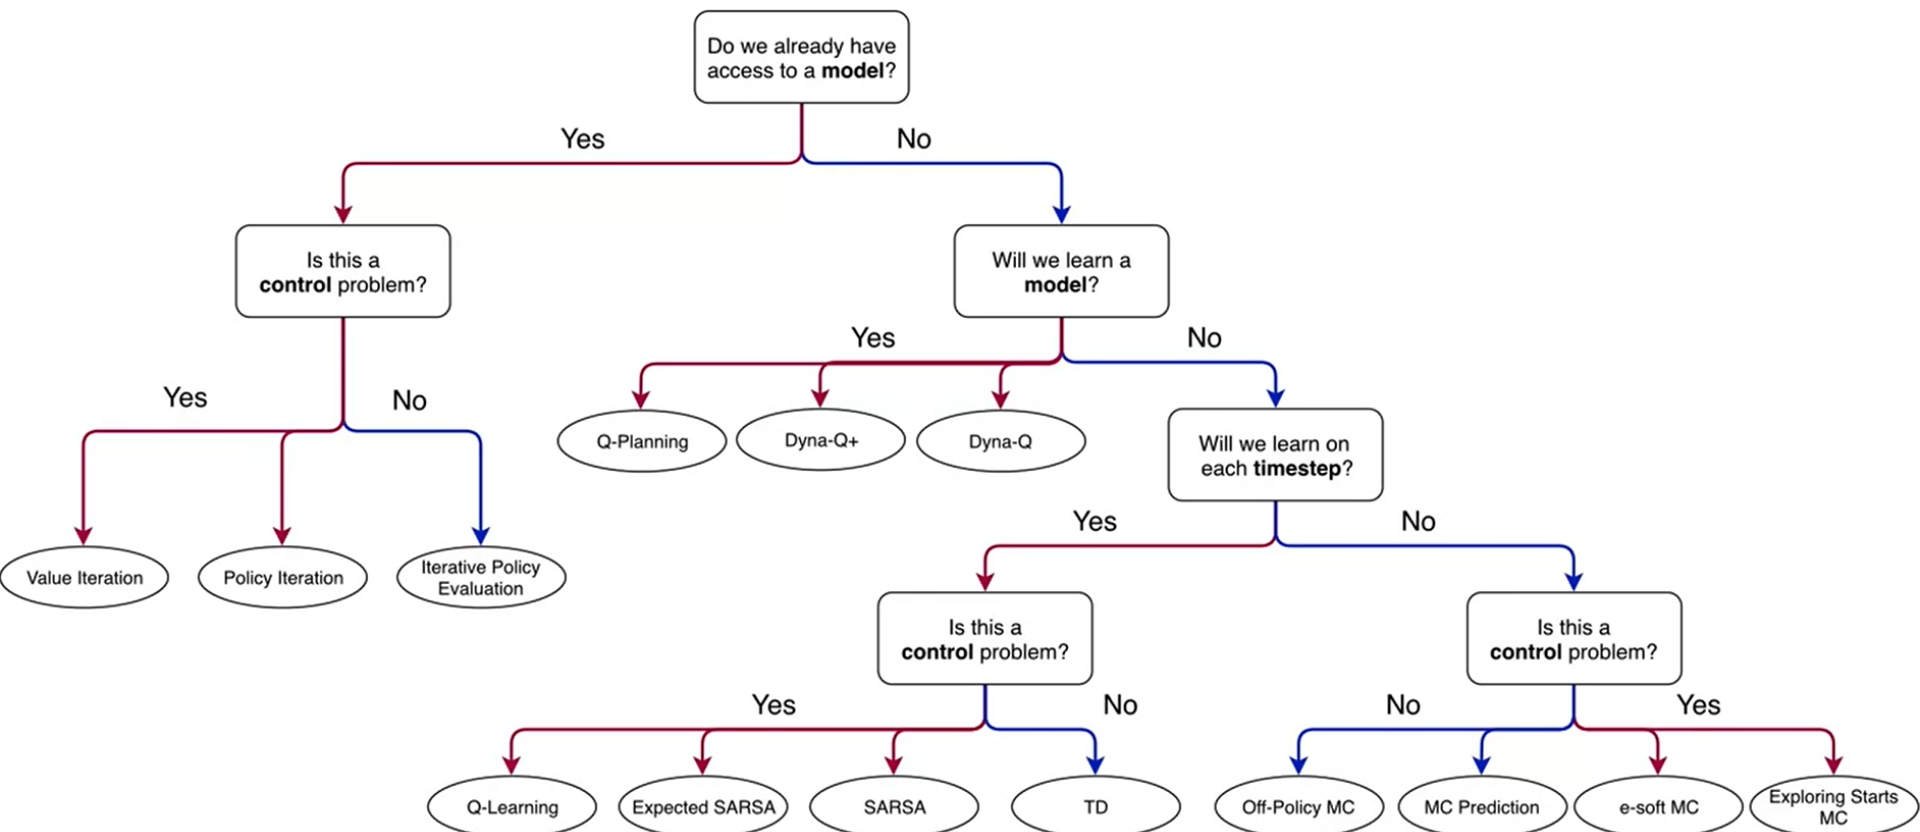 Do we already have
access to a model?
Yes
No
Is this a
control problem?
Will we learn a
model?
Yes
No
Yes
No
Q-Planning
Dyna-Q+
Dyna-Q
Will we learn on
each timestep?
Yes
No
Value Iteration
Policy Iteration
Iterative Policy
Evaluation
Is this a
control problem?
Is this a
control problem?
Yes
No
No
Yes
Q-Learning
Expected SARSA
SARSA
TD
Off-Policy MC
MC Prediction
e-soft MC
Exploring Starts
MC